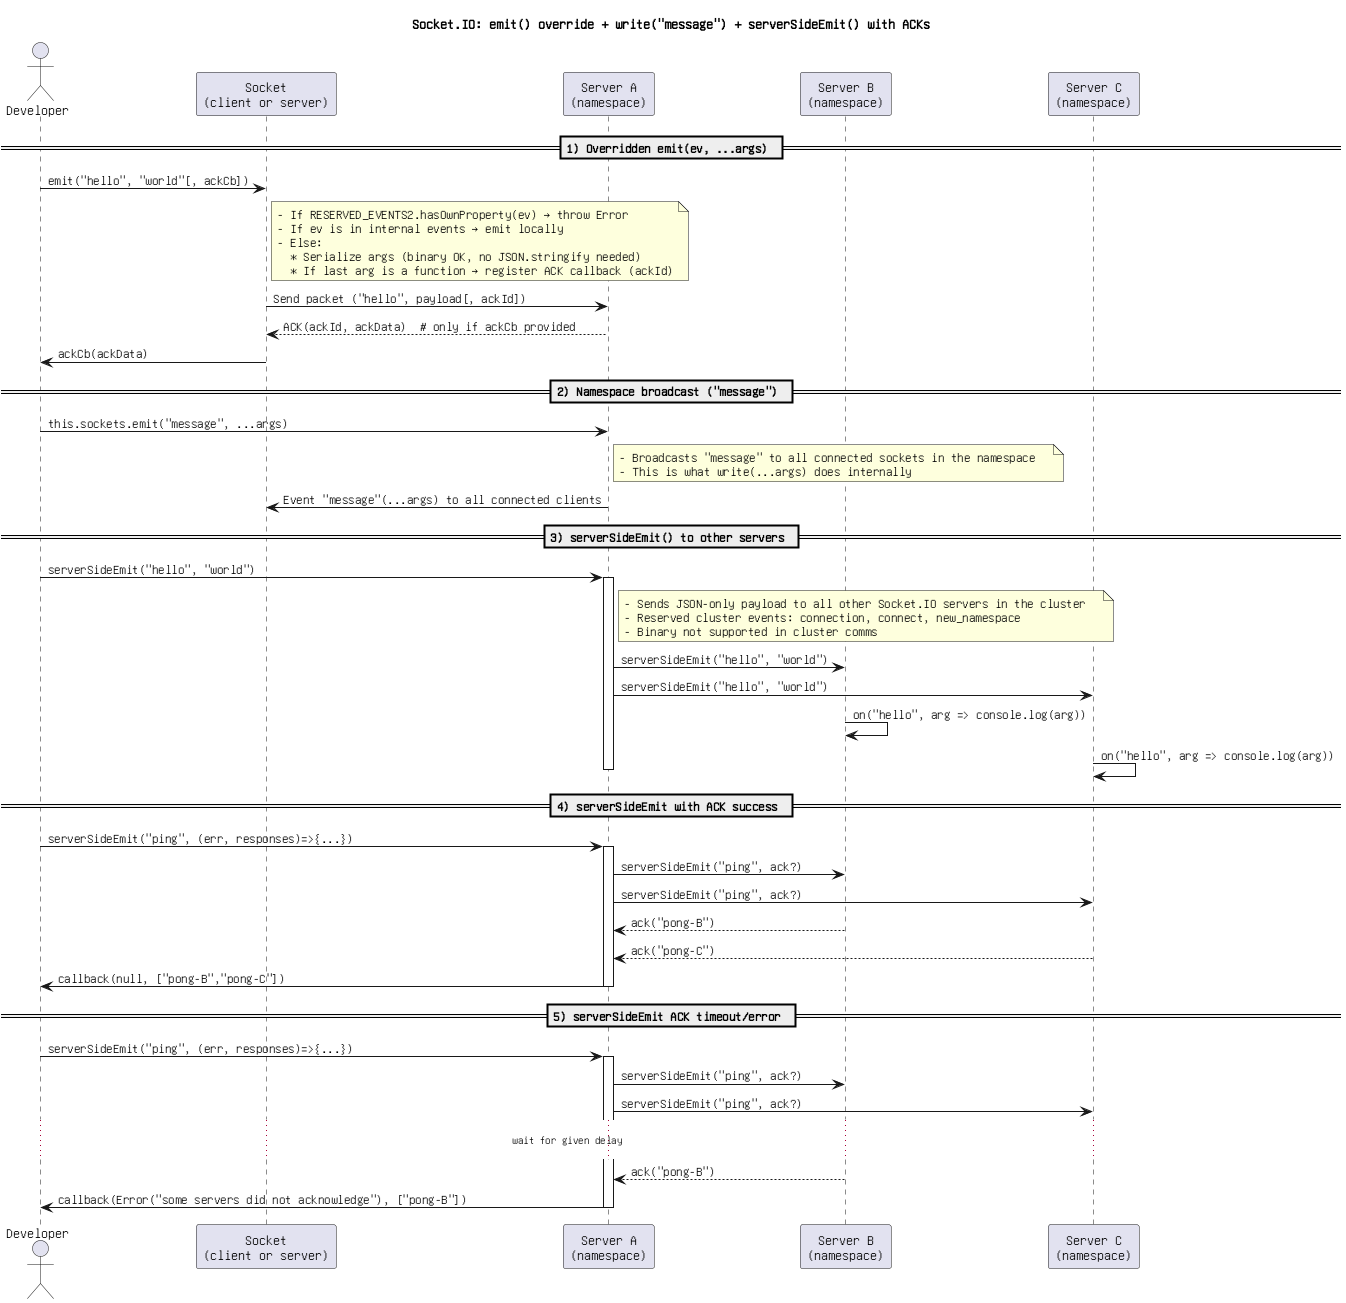 Socket.IO: emit() override + write("message") + serverSideEmit() with ACKs
Developer
Socket
(client or server)
Server A
(namespace)
Server B
(namespace)
Server C
(namespace)
1) Overridden emit(ev, ...args)
emit("hello", "world"[, ackCb])
- If RESERVED_EVENTS2.hasOwnProperty(ev) → throw Error
- If ev is in internal events → emit locally
- Else:
* Serialize args (binary OK, no JSON.stringify needed)
* If last arg is a function → register ACK callback (ackId)
Send packet ("hello", payload[, ackId])
ACK(ackId, ackData)  # only if ackCb provided
ackCb(ackData)
2) Namespace broadcast ("message")
this.sockets.emit("message", ...args)
- Broadcasts "message" to all connected sockets in the namespace
- This is what write(...args) does internally
Event "message"(...args) to all connected clients
3) serverSideEmit() to other servers
serverSideEmit("hello", "world")
- Sends JSON-only payload to all other Socket.IO servers in the cluster
- Reserved cluster events: connection, connect, new_namespace
- Binary not supported in cluster comms
serverSideEmit("hello", "world")
serverSideEmit("hello", "world")
on("hello", arg => console.log(arg))
on("hello", arg => console.log(arg))
4) serverSideEmit with ACK success
serverSideEmit("ping", (err, responses)=>{...})
serverSideEmit("ping", ack?)
serverSideEmit("ping", ack?)
ack("pong-B")
ack("pong-C")
callback(null, ["pong-B","pong-C"])
5) serverSideEmit ACK timeout/error
serverSideEmit("ping", (err, responses)=>{...})
serverSideEmit("ping", ack?)
serverSideEmit("ping", ack?)
wait for given delay
ack("pong-B")
callback(Error("some servers did not acknowledge"), ["pong-B"])
Developer
Socket
(client or server)
Server A
(namespace)
Server B
(namespace)
Server C
(namespace)